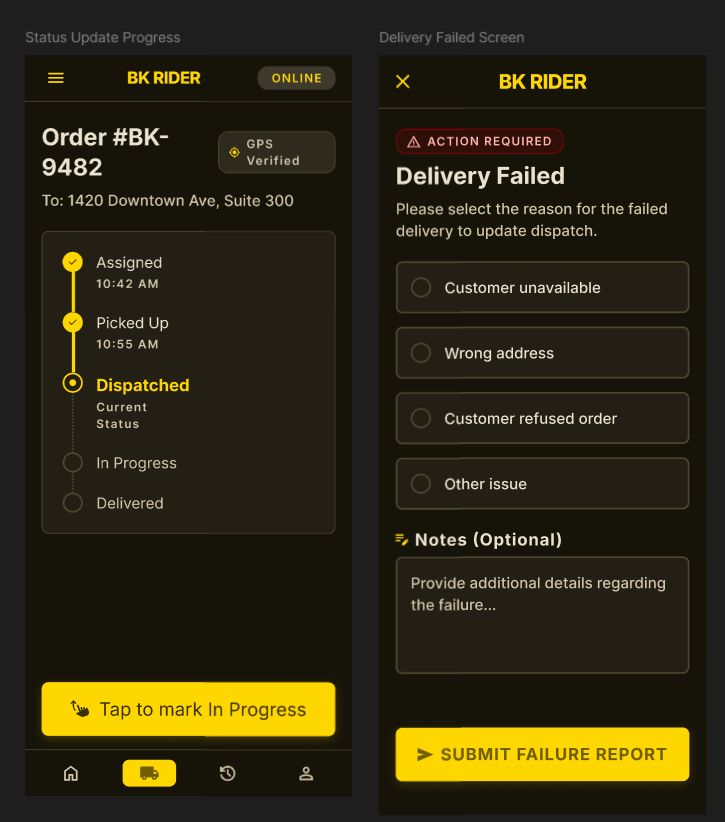 Status Update Progress
BK RIDER
ONLINE
Order #BK-
9482
GPS
Verified
To: 1420 Downtown Ave, Suite 300
Assigned
10:42 AM
Picked Up
10:55 AM
Dispatched
Current
Status
In Progress
Delivered
Tap to mark In Progress
Delivery Failed Screen
BK RIDER
ACTION REQUIRED
Delivery Failed
Please select the reason for the failed
delivery to update dispatch.
Customer unavailable
Wrong address
Customer refused order
Other issue
Notes (Optional)
Provide additional details regarding
the failure...
SUBMIT FAILURE REPORT